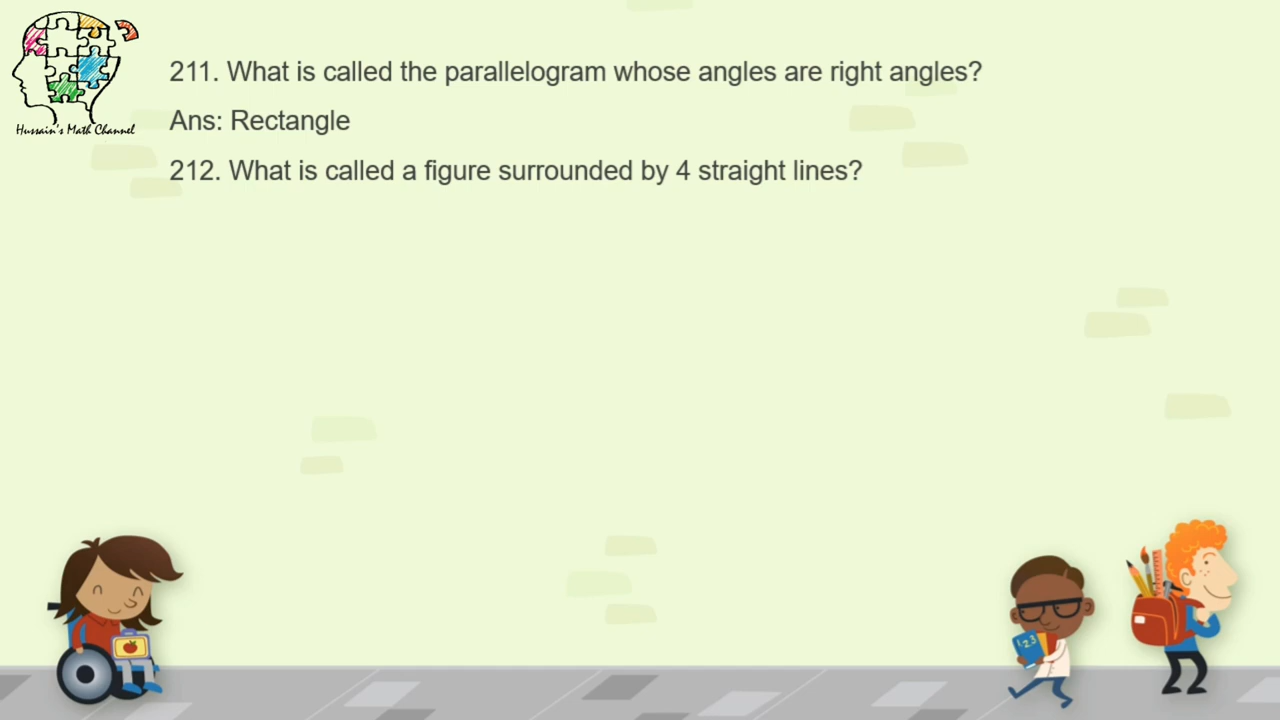 Hussain's Math Channel
211. What is called the parallelogram whose angles are right angles?
Ans: Rectangle
212. What is called a figure surrounded by 4 straight lines?
123